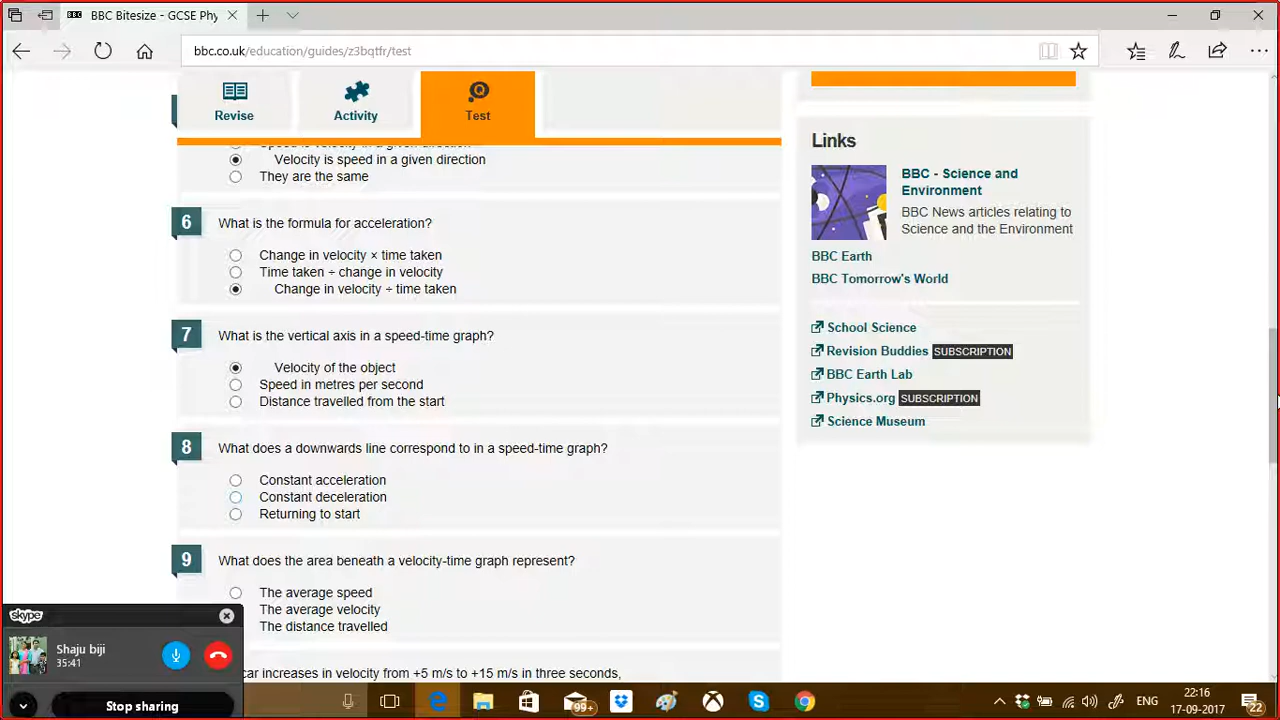 BBC BBC Bitesize - GCSE Phy
bbc.co.uk/education/guides/z3bqtfr/test
Revise
Activity
Test
Speed is velocity in a given direction
Velocity is speed in a given direction
They are the same
6 What is the formula for acceleration?
Change in velocity × time taken
Time taken ÷ change in velocity
Change in velocity ÷ time taken
7 What is the vertical axis in a speed-time graph?
Velocity of the object
Speed in metres per second
Distance travelled from the start
8 What does a downwards line correspond to in a speed-time graph?
Constant acceleration
Constant deceleration
Returning to start
9 What does the area beneath a velocity-time graph represent?
The average speed
The average velocity
The distance travelled
car increases in velocity from +5 m/s to +15 m/s in three seconds,
Links
BBC - Science and
Environment
BBC News articles relating to
Science and the Environment
BBC Earth
BBC Tomorrow's World
School Science
Revision Buddies SUBSCRIPTION
BBC Earth Lab
Physics.org SUBSCRIPTION
Science Museum
skype
Shaju biji
35:41
Stop sharing
99+
ENG
22:16
17-09-2017
22